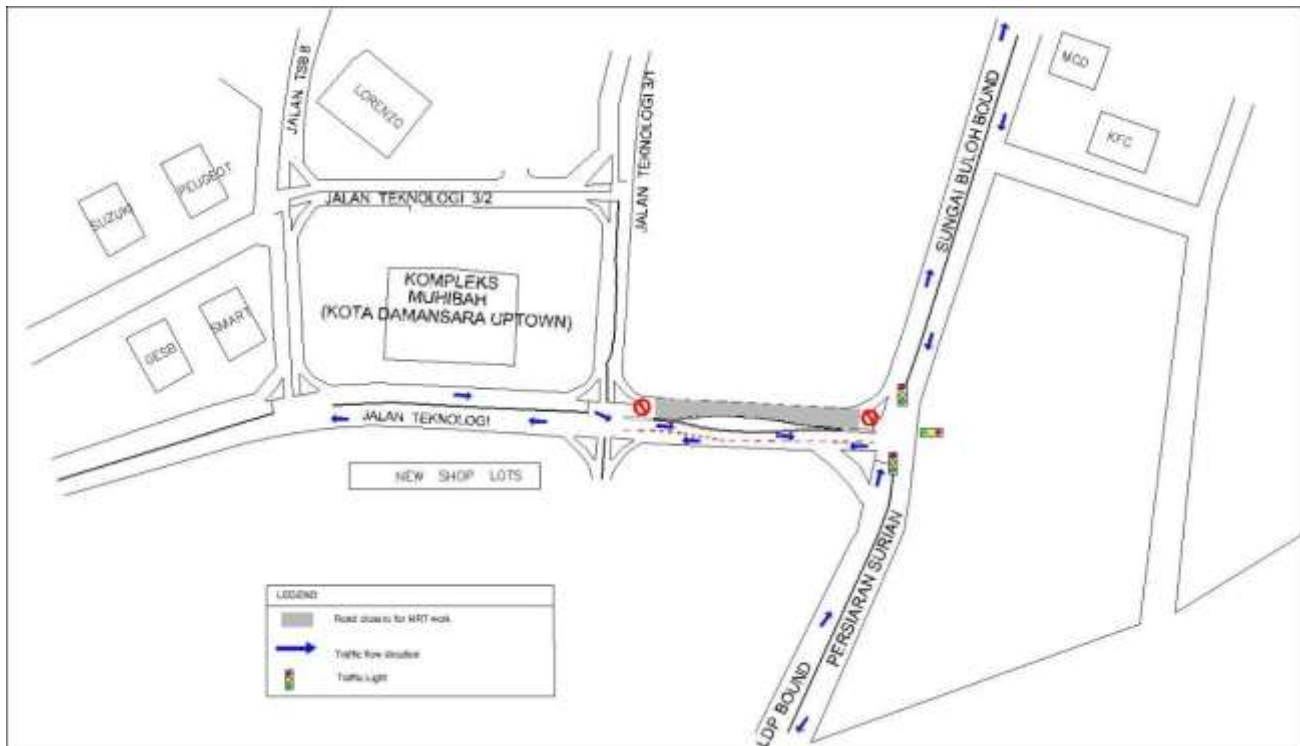 JALAN TSB 8
LORENZO
JALAN TEKNOLOGI 3/1
SUNGAI BULOH BOUND
MCD
KFC
PEUGEOT
SUZUKI
JALAN TEKNOLOGI 3/2
KOMPLEKS
MUHIBAH
(KOTA DAMANSARA UPTOWN)
SMART
GESB
JALAN TEKNOLOGI
NEW SHOP LOTS
PERSIARAN SURIAN
LDP BOUND
LEGEND
Road closure for MRT work
Traffic flow direction
Traffic Light